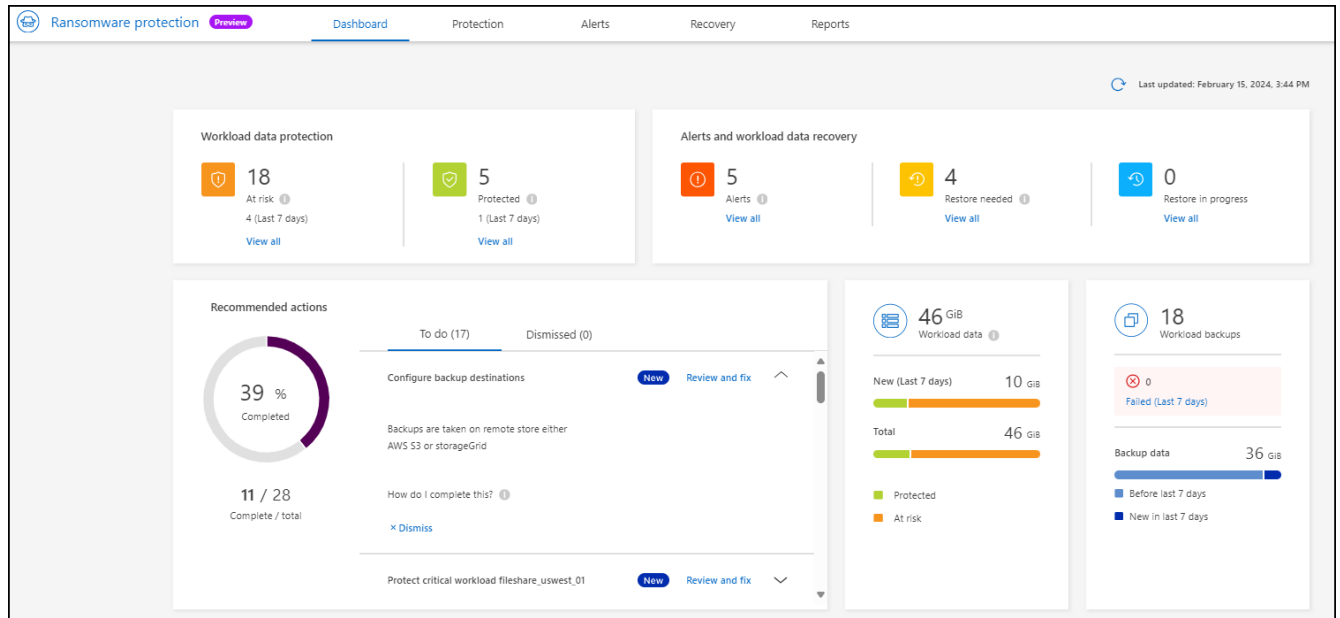 Ransomware protection Preview Dashboard Protection Alerts Recovery Reports
Last updated: February 15, 2024, 3:44 PM
Workload data protection
18
At risk
4 (Last 7 days)
View all
5
Protected
1 (Last 7 days)
View all
Alerts and workload data recovery
5
Alerts
View all
4
Restore needed
View all
0
Restore in progress
View all
Recommended actions
39 %
Completed
11 / 28
Complete / total
To do (17) Dismissed (0)
Configure backup destinations New Review and fix
Backups are taken on remote store either
AWS S3 or storageGrid
How do I complete this?
× Dismiss
Protect critical workload fileshare_uswest_01 New Review and fix
46 GiB
Workload data
New (Last 7 days) 10 GiB
Total 46 GiB
Protected
At risk
18
Workload backups
0
Failed (Last 7 days)
Backup data 36 GiB
Before last 7 days
New in last 7 days